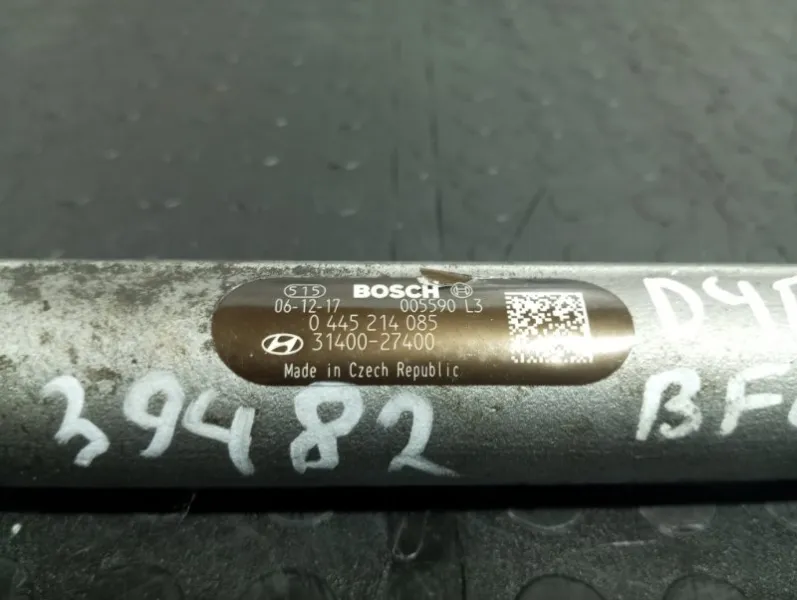 515 BOSCH
06-12-17 005590 L3
0 445 214 085
31400-27400
Made in Czech Republic
39482